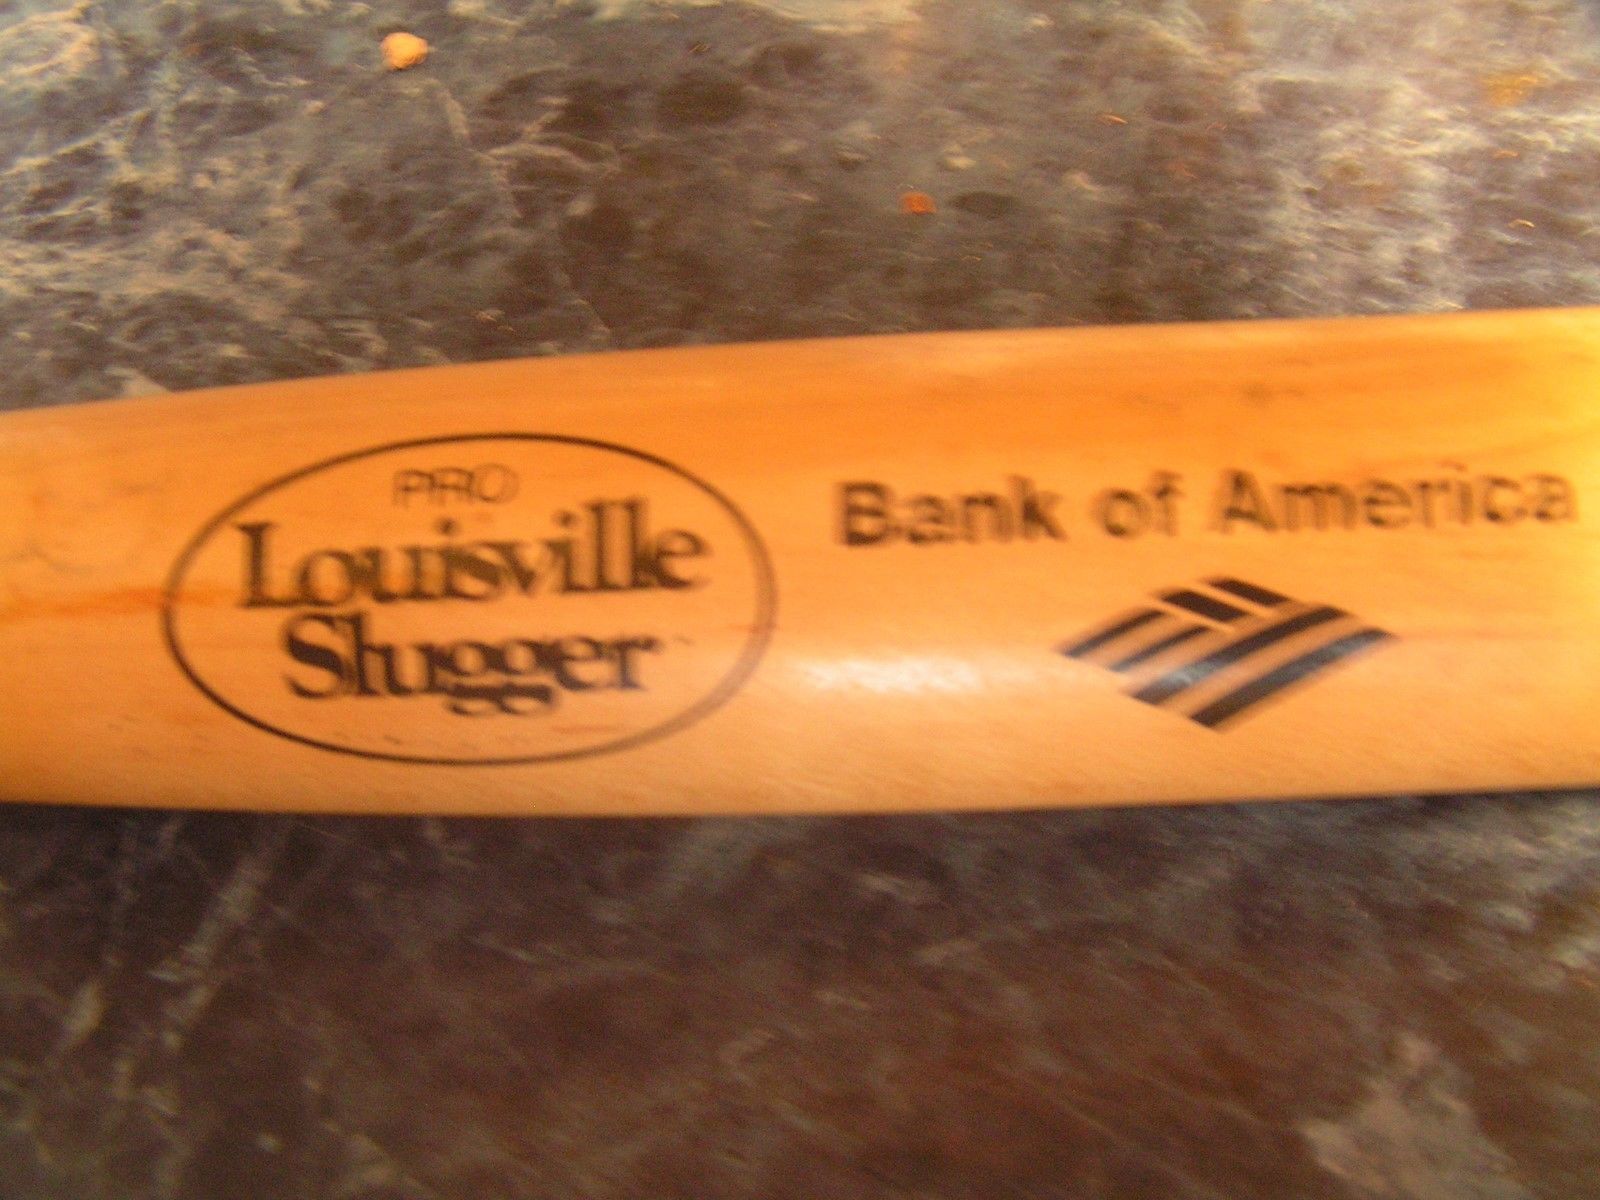 PRO
Louisville
Slugger
Bank of America